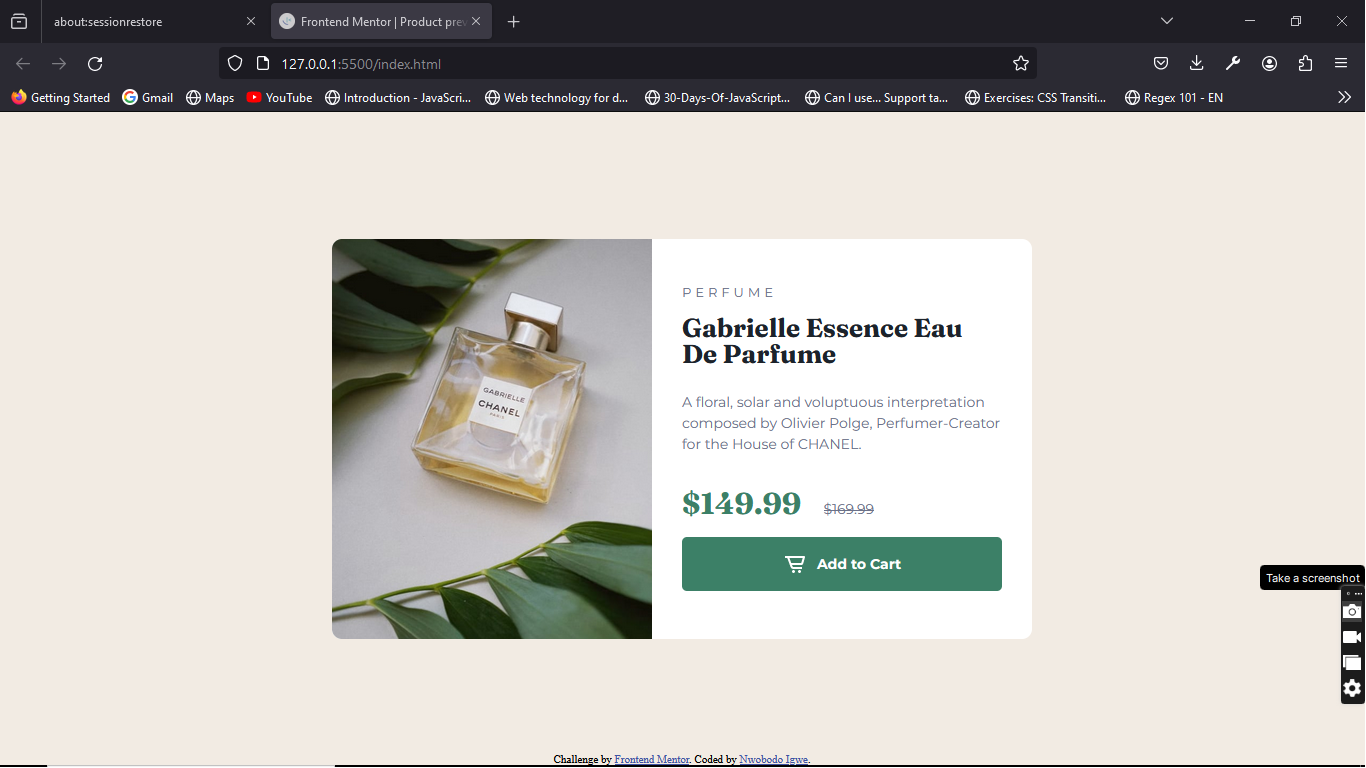 about:sessionrestore
Frontend Mentor | Product prev
127.0.0.1:5500/index.html
Getting Started Gmail Maps YouTube Introduction - JavaScri... Web technology for d... 30-Days-Of-JavaScript... Can I use... Support ta... Exercises: CSS Transiti... Regex 101 - EN
GABRIELLE
CHANEL
PARIS
PERFUME
Gabrielle Essence Eau
De Parfume
A floral, solar and voluptuous interpretation
composed by Olivier Polge, Perfumer-Creator
for the House of CHANEL.
$149.99 $169.99
Add to Cart
Take a screenshot
Challenge by Frontend Mentor. Coded by Nwobodo Igwe.